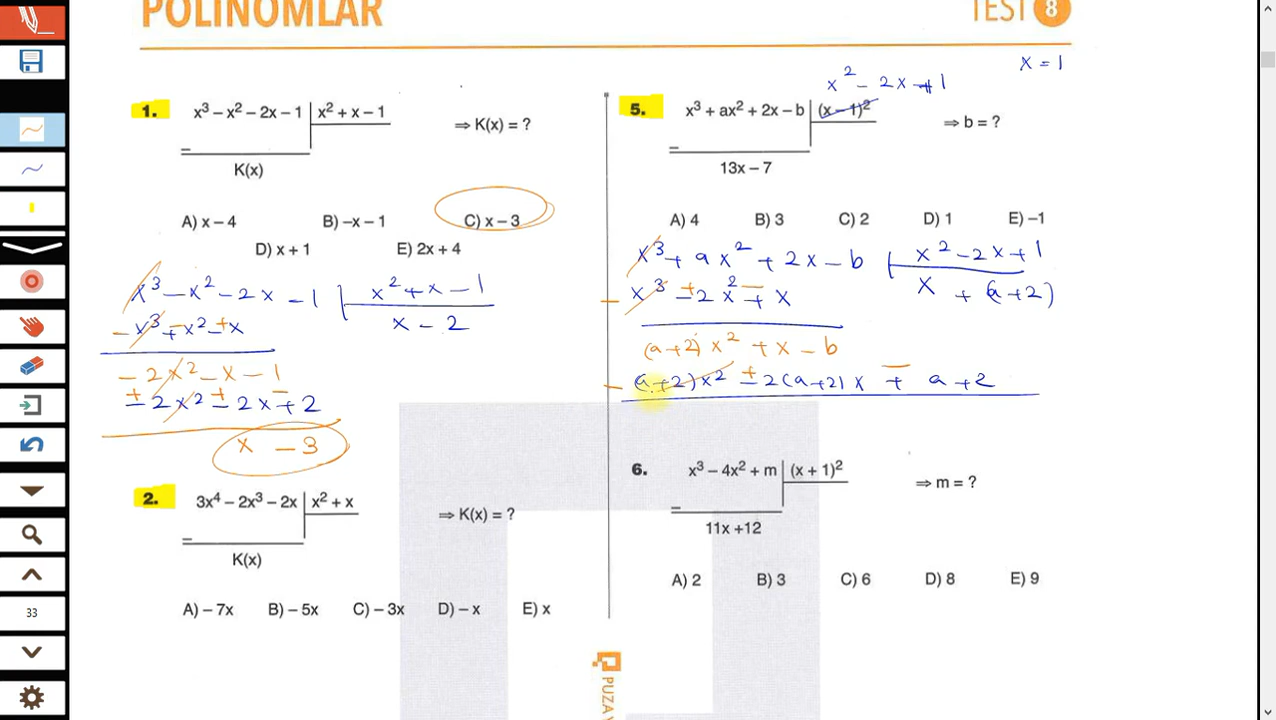 POLİNOMLAR
TEST 8
1.
x³ – x² – 2x – 1 | x² + x – 1
⇒ K(x) = ?
K(x)
A) x – 4 B) –x – 1 C) x – 3
D) x + 1 E) 2x + 4
x³ – x² – 2x – 1 | x² + x – 1
– x³ + x² – x
x – 2
– 2x² – x – 1
– 2x² – 2x + 2
x – 3
2.
3x⁴ – 2x³ – 2x | x² + x
⇒ K(x) = ?
K(x)
A) – 7x B) – 5x C) – 3x D) – x E) x
x = 1
x² – 2x + 1
5.
x³ + ax² + 2x – b | (x – 1)²
⇒ b = ?
13x – 7
A) 4 B) 3 C) 2 D) 1 E) –1
x³ + ax² + 2x – b | x² – 2x + 1
– x³ – 2x² + x
x + (a+2)
(a+2) x² + x – b
– (a+2)x² – 2(a+2) x + a+2
6.
x³ – 4x² + m | (x + 1)²
⇒ m = ?
11x +12
A) 2 B) 3 C) 6 D) 8 E) 9
33